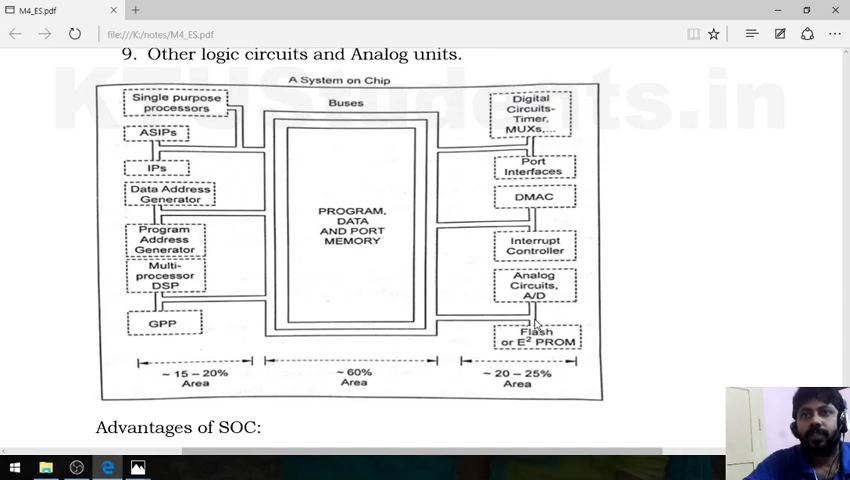 M4_ES.pdf
file:///K:/notes/M4_ES.pdf
9. Other logic circuits and Analog units.
KTUStudents.in
A System on Chip
Single purpose
processors
ASIPs
IPs
Data Address
Generator
Program
Address
Generator
Multi-
processor
DSP
GPP
Buses
PROGRAM,
DATA
AND PORT
MEMORY
Digital
Circuits-
Timer,
MUXs,...
Port
Interfaces
DMAC
Interrupt
Controller
Analog
Circuits,
A/D
Flash
or E² PROM
~ 15 – 20%
Area
~ 60%
Area
~ 20 – 25%
Area
Advantages of SOC: